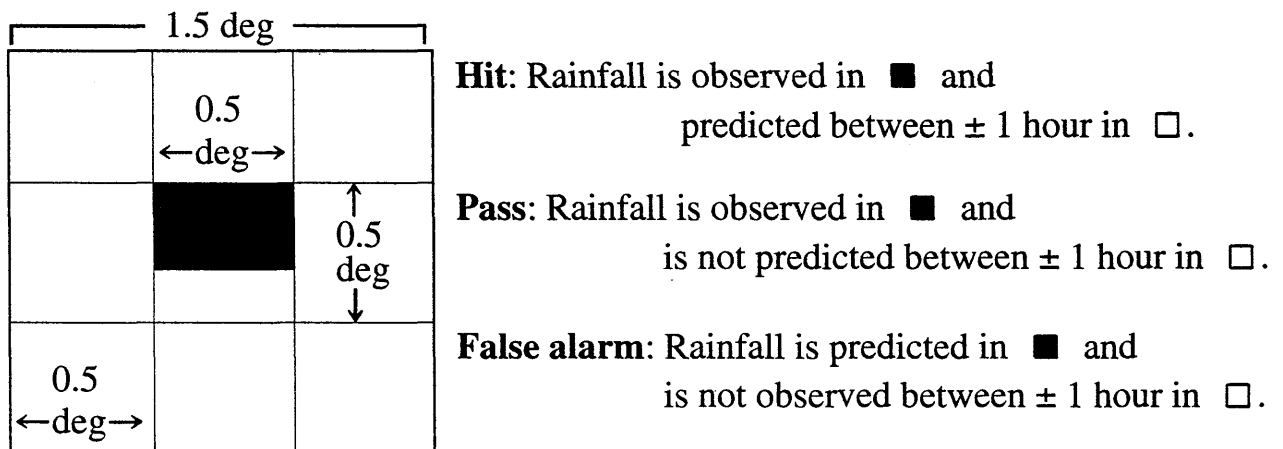 1.5 deg
0.5
←deg→
0.5
deg
0.5
←deg→
Hit: Rainfall is observed in ■ and
predicted between ± 1 hour in □.
Pass: Rainfall is observed in ■ and
is not predicted between ± 1 hour in □.
False alarm: Rainfall is predicted in ■ and
is not observed between ± 1 hour in □.